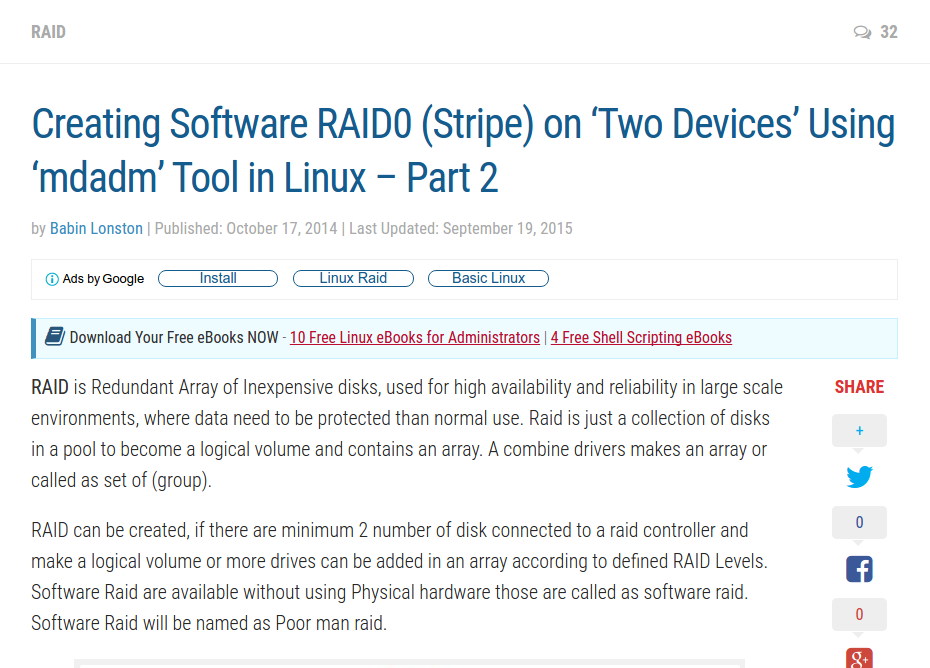 RAID
32
Creating Software RAID0 (Stripe) on ‘Two Devices’ Using
‘mdadm’ Tool in Linux – Part 2
by Babin Lonston | Published: October 17, 2014 | Last Updated: September 19, 2015
Ads by Google Install Linux Raid Basic Linux
Download Your Free eBooks NOW - 10 Free Linux eBooks for Administrators | 4 Free Shell Scripting eBooks
RAID is Redundant Array of Inexpensive disks, used for high availability and reliability in large scale
environments, where data need to be protected than normal use. Raid is just a collection of disks
in a pool to become a logical volume and contains an array. A combine drivers makes an array or
called as set of (group).
RAID can be created, if there are minimum 2 number of disk connected to a raid controller and
make a logical volume or more drives can be added in an array according to defined RAID Levels.
Software Raid are available without using Physical hardware those are called as software raid.
Software Raid will be named as Poor man raid.
SHARE
+
0
0
g+